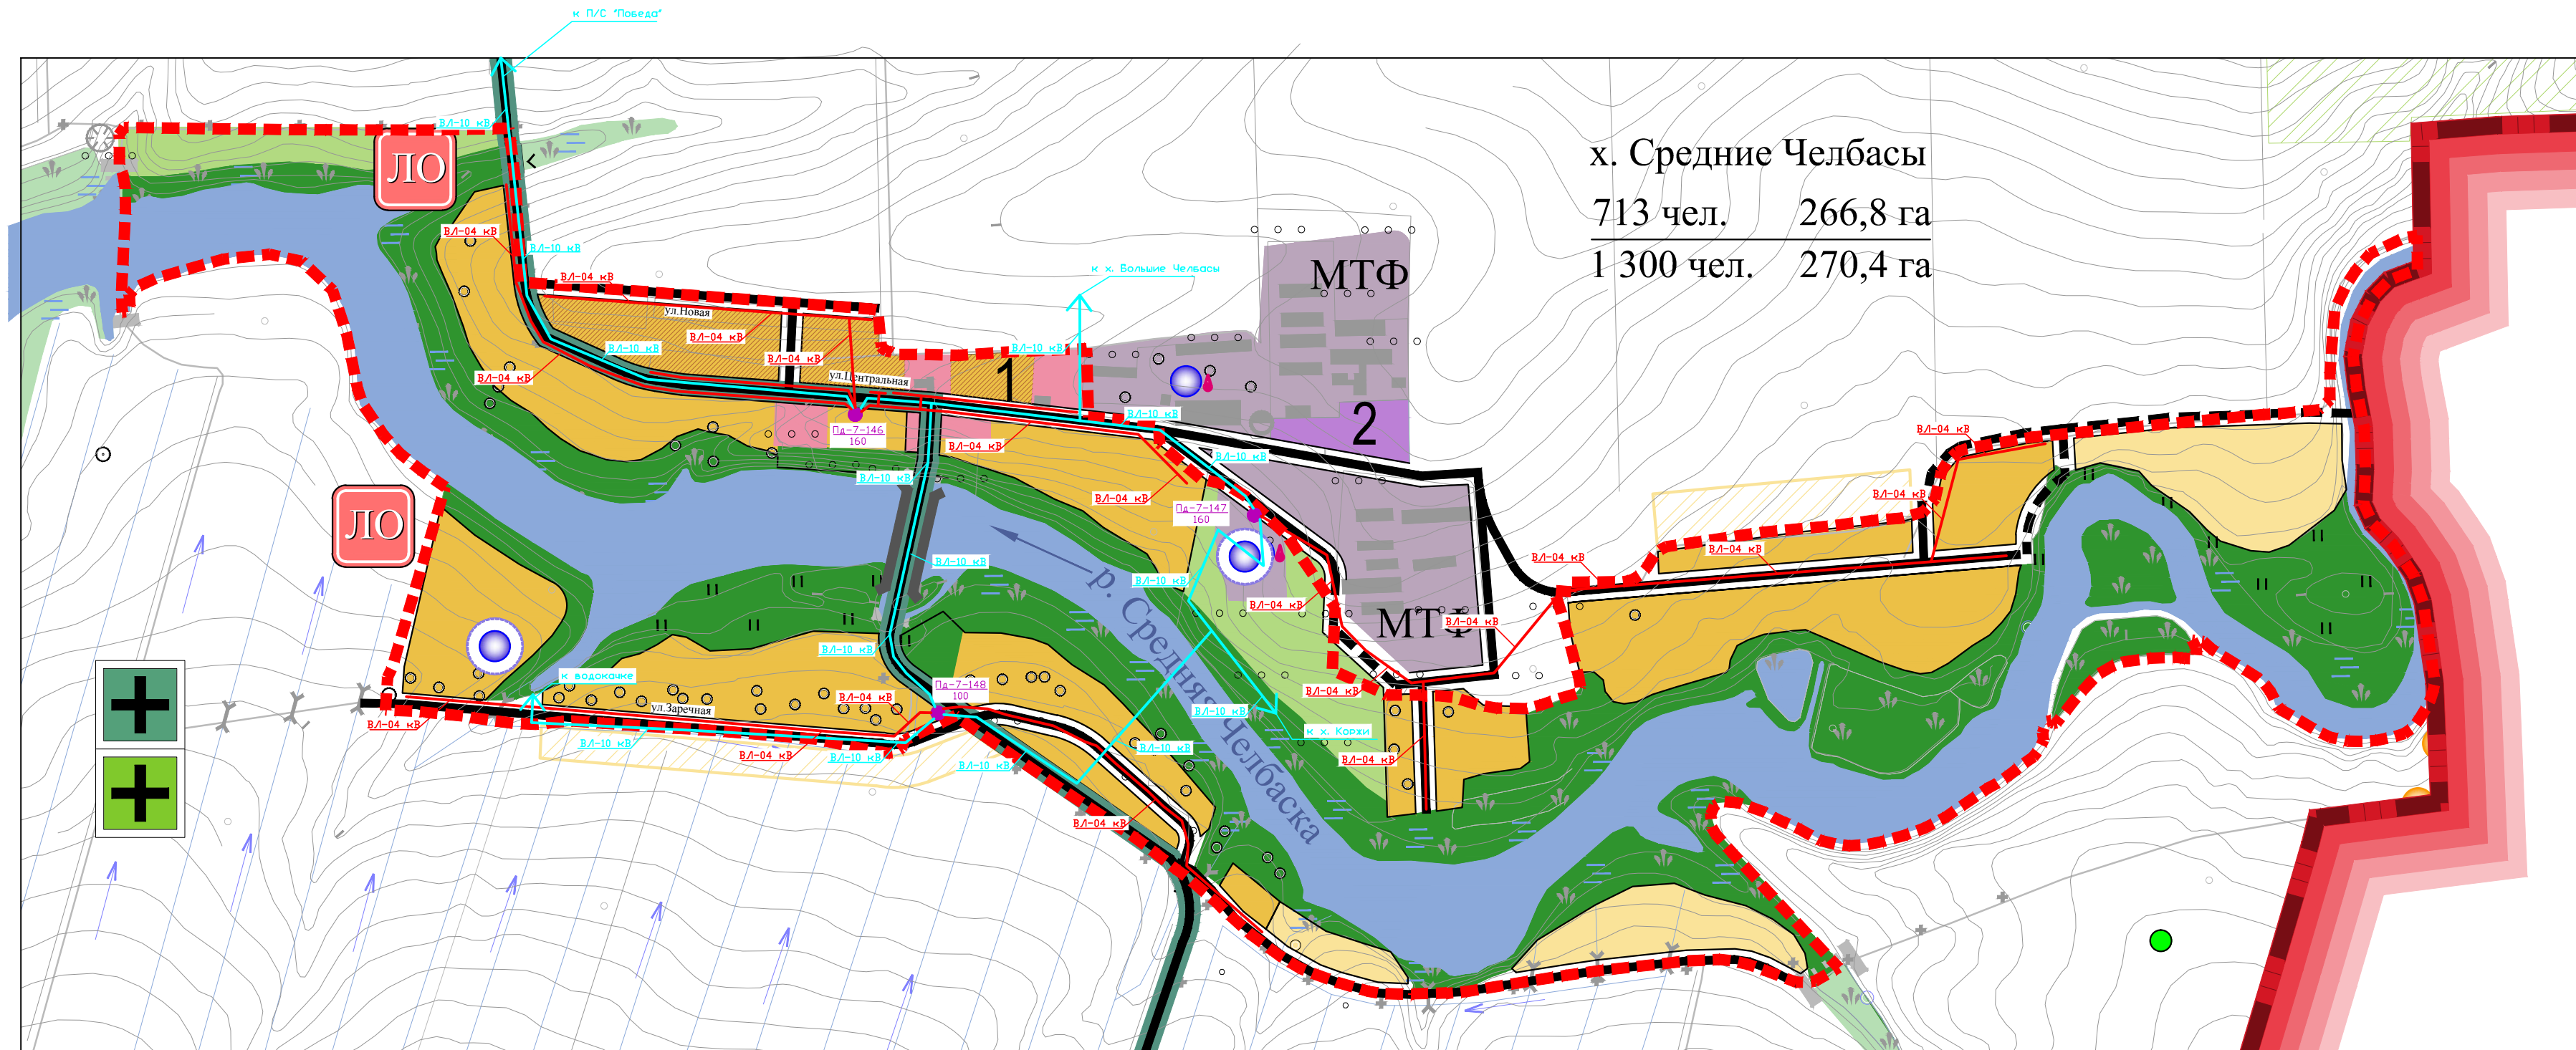 к П/С "Победа"
ВЛ-10 кВ
ЛО
х. Средние Челбасы
713 чел. 266,8 га
1 300 чел. 270,4 га
ВЛ-04 кВ
ВЛ-10 кВ
ВЛ-04 кВ
к х. Большие Челбасы
МТФ
ул.Новая
ВЛ-04 кВ
ВЛ-10 кВ
ВЛ-10 кВ
ВЛ-04 кВ
ВЛ-04 кВ
ул.Центральная
1
ВЛ-10 кВ
2
Пд-7-146
160
ВЛ-04 кВ
ВЛ-10 кВ
ВЛ-04 кВ
ВЛ-10 кВ
ВЛ-04 кВ
ВЛ-04 кВ
Пд-7-147
160
ЛО
ВЛ-10 кВ
ВЛ-04 кВ
ВЛ-04 кВ
ВЛ-10 кВ
ВЛ-04 кВ
р. Средняя Челбаска
МТФ
ВЛ-04 кВ
ВЛ-10 кВ
к водокачке
Пд-7-148
100
ВЛ-04 кВ
ВЛ-04 кВ
ул.Заречная
ВЛ-10 кВ
ВЛ-04 кВ
к х. Коржи
ВЛ-10 кВ
ВЛ-04 кВ
ВЛ-10 кВ
ВЛ-10 кВ
ВЛ-04 кВ
ВЛ-10 кВ
ВЛ-04 кВ